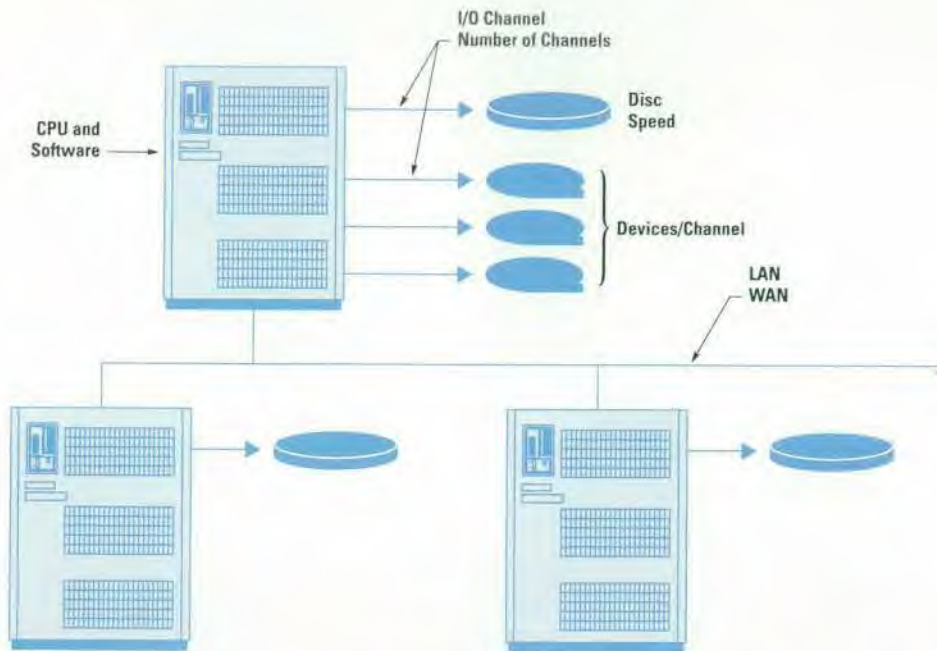 I/O Channel
Number of Channels
Disc
Speed
CPU and
Software
Devices/Channel
LAN
WAN